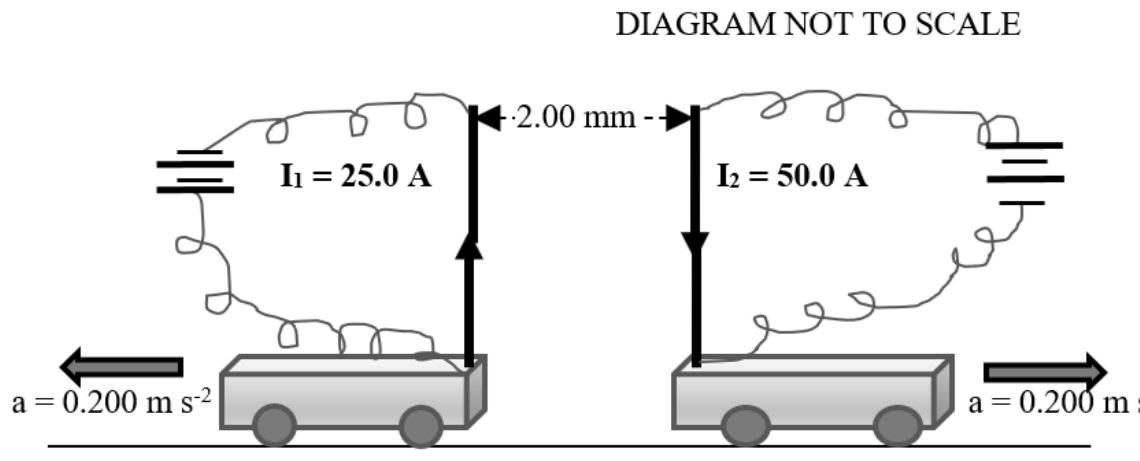 DIAGRAM NOT TO SCALE
2.00 mm
I₁ = 25.0 A
I₂ = 50.0 A
a = 0.200 m s⁻²
a = 0.200 m s